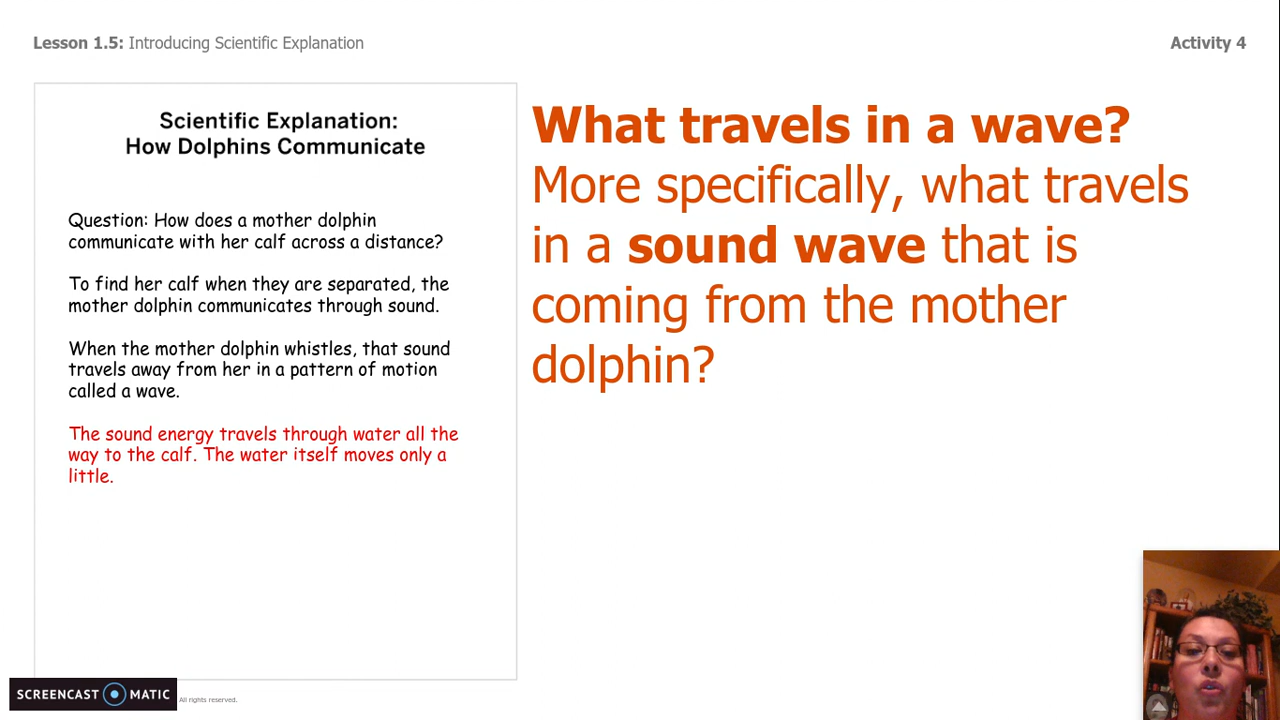 Lesson 1.5: Introducing Scientific Explanation
Activity 4
Scientific Explanation:
How Dolphins Communicate
Question: How does a mother dolphin
communicate with her calf across a distance?
To find her calf when they are separated, the
mother dolphin communicates through sound.
When the mother dolphin whistles, that sound
travels away from her in a pattern of motion
called a wave.
The sound energy travels through water all the
way to the calf. The water itself moves only a
little.
What travels in a wave?
More specifically, what travels
in a sound wave that is
coming from the mother
dolphin?
SCREENCAST MATIC
All rights reserved.